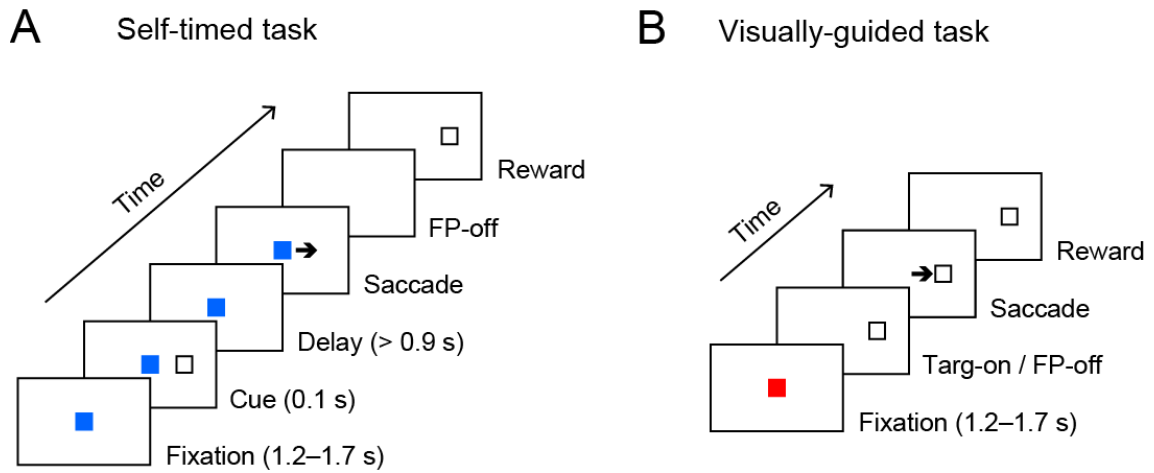 A
Self-timed task
Time
Reward
FP-off
Saccade
Delay (> 0.9 s)
Cue (0.1 s)
Fixation (1.2–1.7 s)
B
Visually-guided task
Time
Reward
Saccade
Targ-on / FP-off
Fixation (1.2–1.7 s)